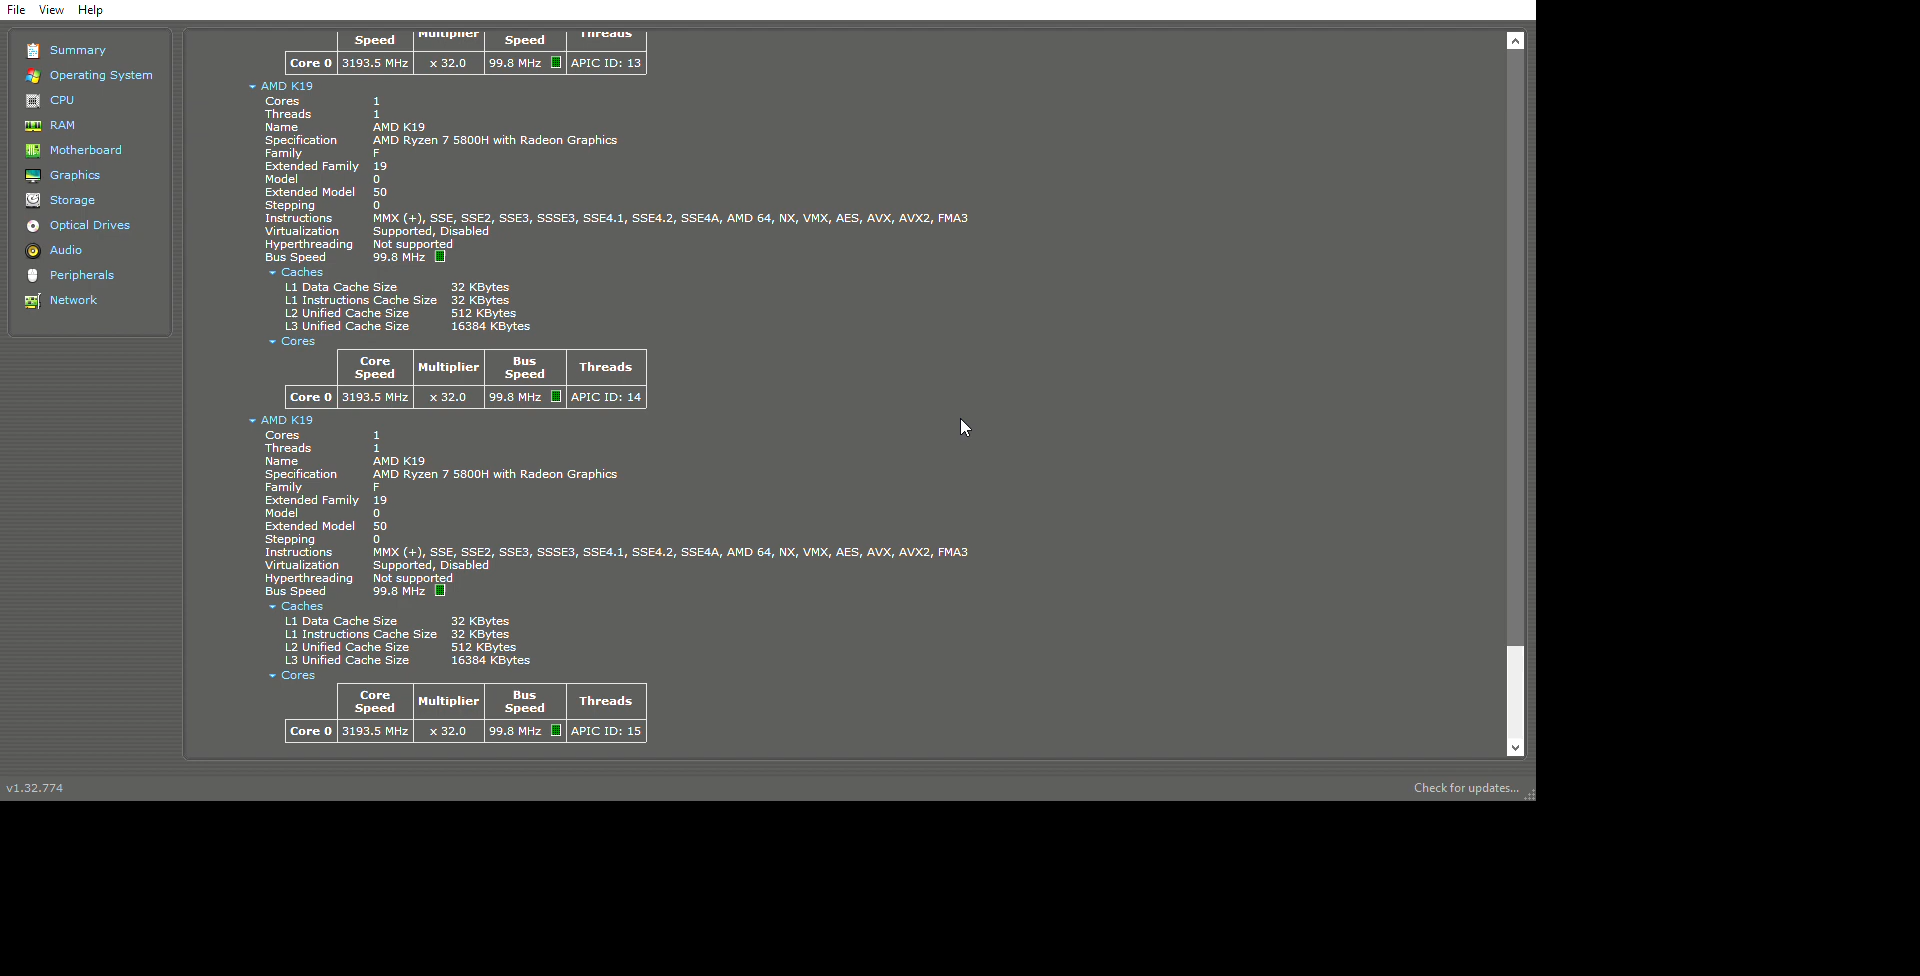 File View Help
Summary
Operating System
CPU
RAM
Motherboard
Graphics
Storage
Optical Drives
Audio
Peripherals
Network
Speed Multiplier Speed Threads
Core 0 3193.5 MHz x 32.0 99.8 MHz APIC ID: 13
AMD K19
Cores 1
Threads 1
Name AMD K19
Specification AMD Ryzen 7 5800H with Radeon Graphics
Family F
Extended Family 19
Model 0
Extended Model 50
Stepping 0
Instructions MMX (+), SSE, SSE2, SSE3, SSSE3, SSE4.1, SSE4.2, SSE4A, AMD 64, NX, VMX, AES, AVX, AVX2, FMA3
Virtualization Supported, Disabled
Hyperthreading Not supported
Bus Speed 99.8 MHz
Caches
L1 Data Cache Size 32 KBytes
L1 Instructions Cache Size 32 KBytes
L2 Unified Cache Size 512 KBytes
L3 Unified Cache Size 16384 KBytes
Cores
Core Speed Multiplier Bus Speed Threads
Core 0 3193.5 MHz x 32.0 99.8 MHz APIC ID: 14
AMD K19
Cores 1
Threads 1
Name AMD K19
Specification AMD Ryzen 7 5800H with Radeon Graphics
Family F
Extended Family 19
Model 0
Extended Model 50
Stepping 0
Instructions MMX (+), SSE, SSE2, SSE3, SSSE3, SSE4.1, SSE4.2, SSE4A, AMD 64, NX, VMX, AES, AVX, AVX2, FMA3
Virtualization Supported, Disabled
Hyperthreading Not supported
Bus Speed 99.8 MHz
Caches
L1 Data Cache Size 32 KBytes
L1 Instructions Cache Size 32 KBytes
L2 Unified Cache Size 512 KBytes
L3 Unified Cache Size 16384 KBytes
Cores
Core Speed Multiplier Bus Speed Threads
Core 0 3193.5 MHz x 32.0 99.8 MHz APIC ID: 15
v1.32.774 Check for updates...